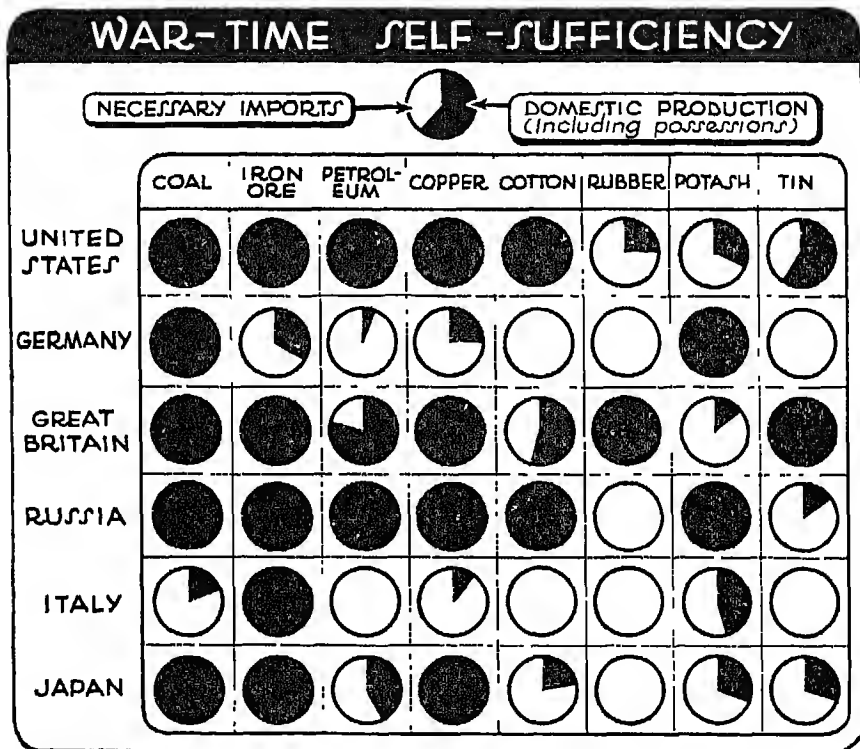 WAR-TIME SELF-SUFFICIENCY
NECESSARY IMPORTS
DOMESTIC PRODUCTION
(Including possessions)
COAL
IRON
ORE
PETROL-
EUM
COPPER
COTTON
RUBBER
POTASH
TIN
UNITED
STATES
GERMANY
GREAT
BRITAIN
RUSSIA
ITALY
JAPAN